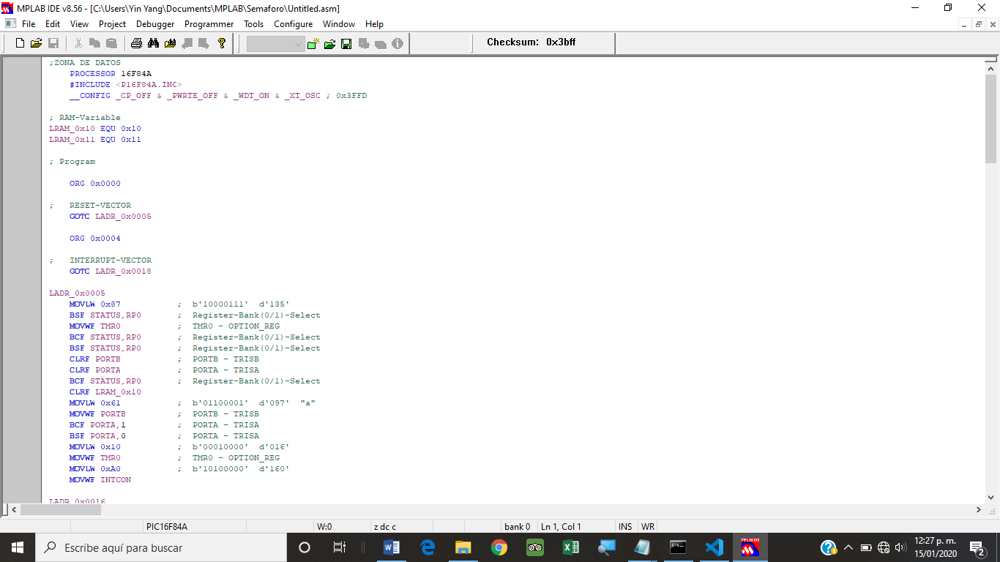 MPLAB IDE v8.56 - [C:\Users\Yin Yang\Documents\MPLAB\Semaforo\Untitled.asm]
File Edit View Project Debugger Programmer Tools Configure Window Help
Checksum: 0x3bff
;ZONA DE DATOS
PROCESSOR 16F84A
#INCLUDE <P16F84A.INC>
__CONFIG _CP_OFF & _PWRTE_OFF & _WDT_ON & _XT_OSC ; 0x3FFD
; RAM-Variable
LRAM_0x10 EQU 0x10
LRAM_0x11 EQU 0x11
; Program
ORG 0x0000
; RESET-VECTOR
GOTO LADR_0x0005
ORG 0x0004
; INTERRUPT-VECTOR
GOTO LADR_0x0018
LADR_0x0005
MOVLW 0x87 ; b'10000111' d'135'
BSF STATUS,RP0 ; Register-Bank(0/1)-Select
MOVWF TMR0 ; TMR0 - OPTION_REG
BCF STATUS,RP0 ; Register-Bank(0/1)-Select
BSF STATUS,RP0 ; Register-Bank(0/1)-Select
CLRF PORTB ; PORTB - TRISB
CLRF PORTA ; PORTA - TRISA
BCF STATUS,RP0 ; Register-Bank(0/1)-Select
CLRF LRAM_0x10
MOVLW 0x61 ; b'01100001' d'097' "a"
MOVWF PORTB ; PORTB - TRISB
BCF PORTA,1 ; PORTA - TRISA
BSF PORTA,0 ; PORTA - TRISA
MOVLW 0x10 ; b'00010000' d'016'
MOVWF TMR0 ; TMR0 - OPTION_REG
MOVLW 0xA0 ; b'10100000' d'160'
MOVWF INTCON
LADR_0x0016
PIC16F84A W:0 z dc c bank 0 Ln 1, Col 1 INS WR
Escribe aquí para buscar
12:27 p. m.
15/01/2020
2